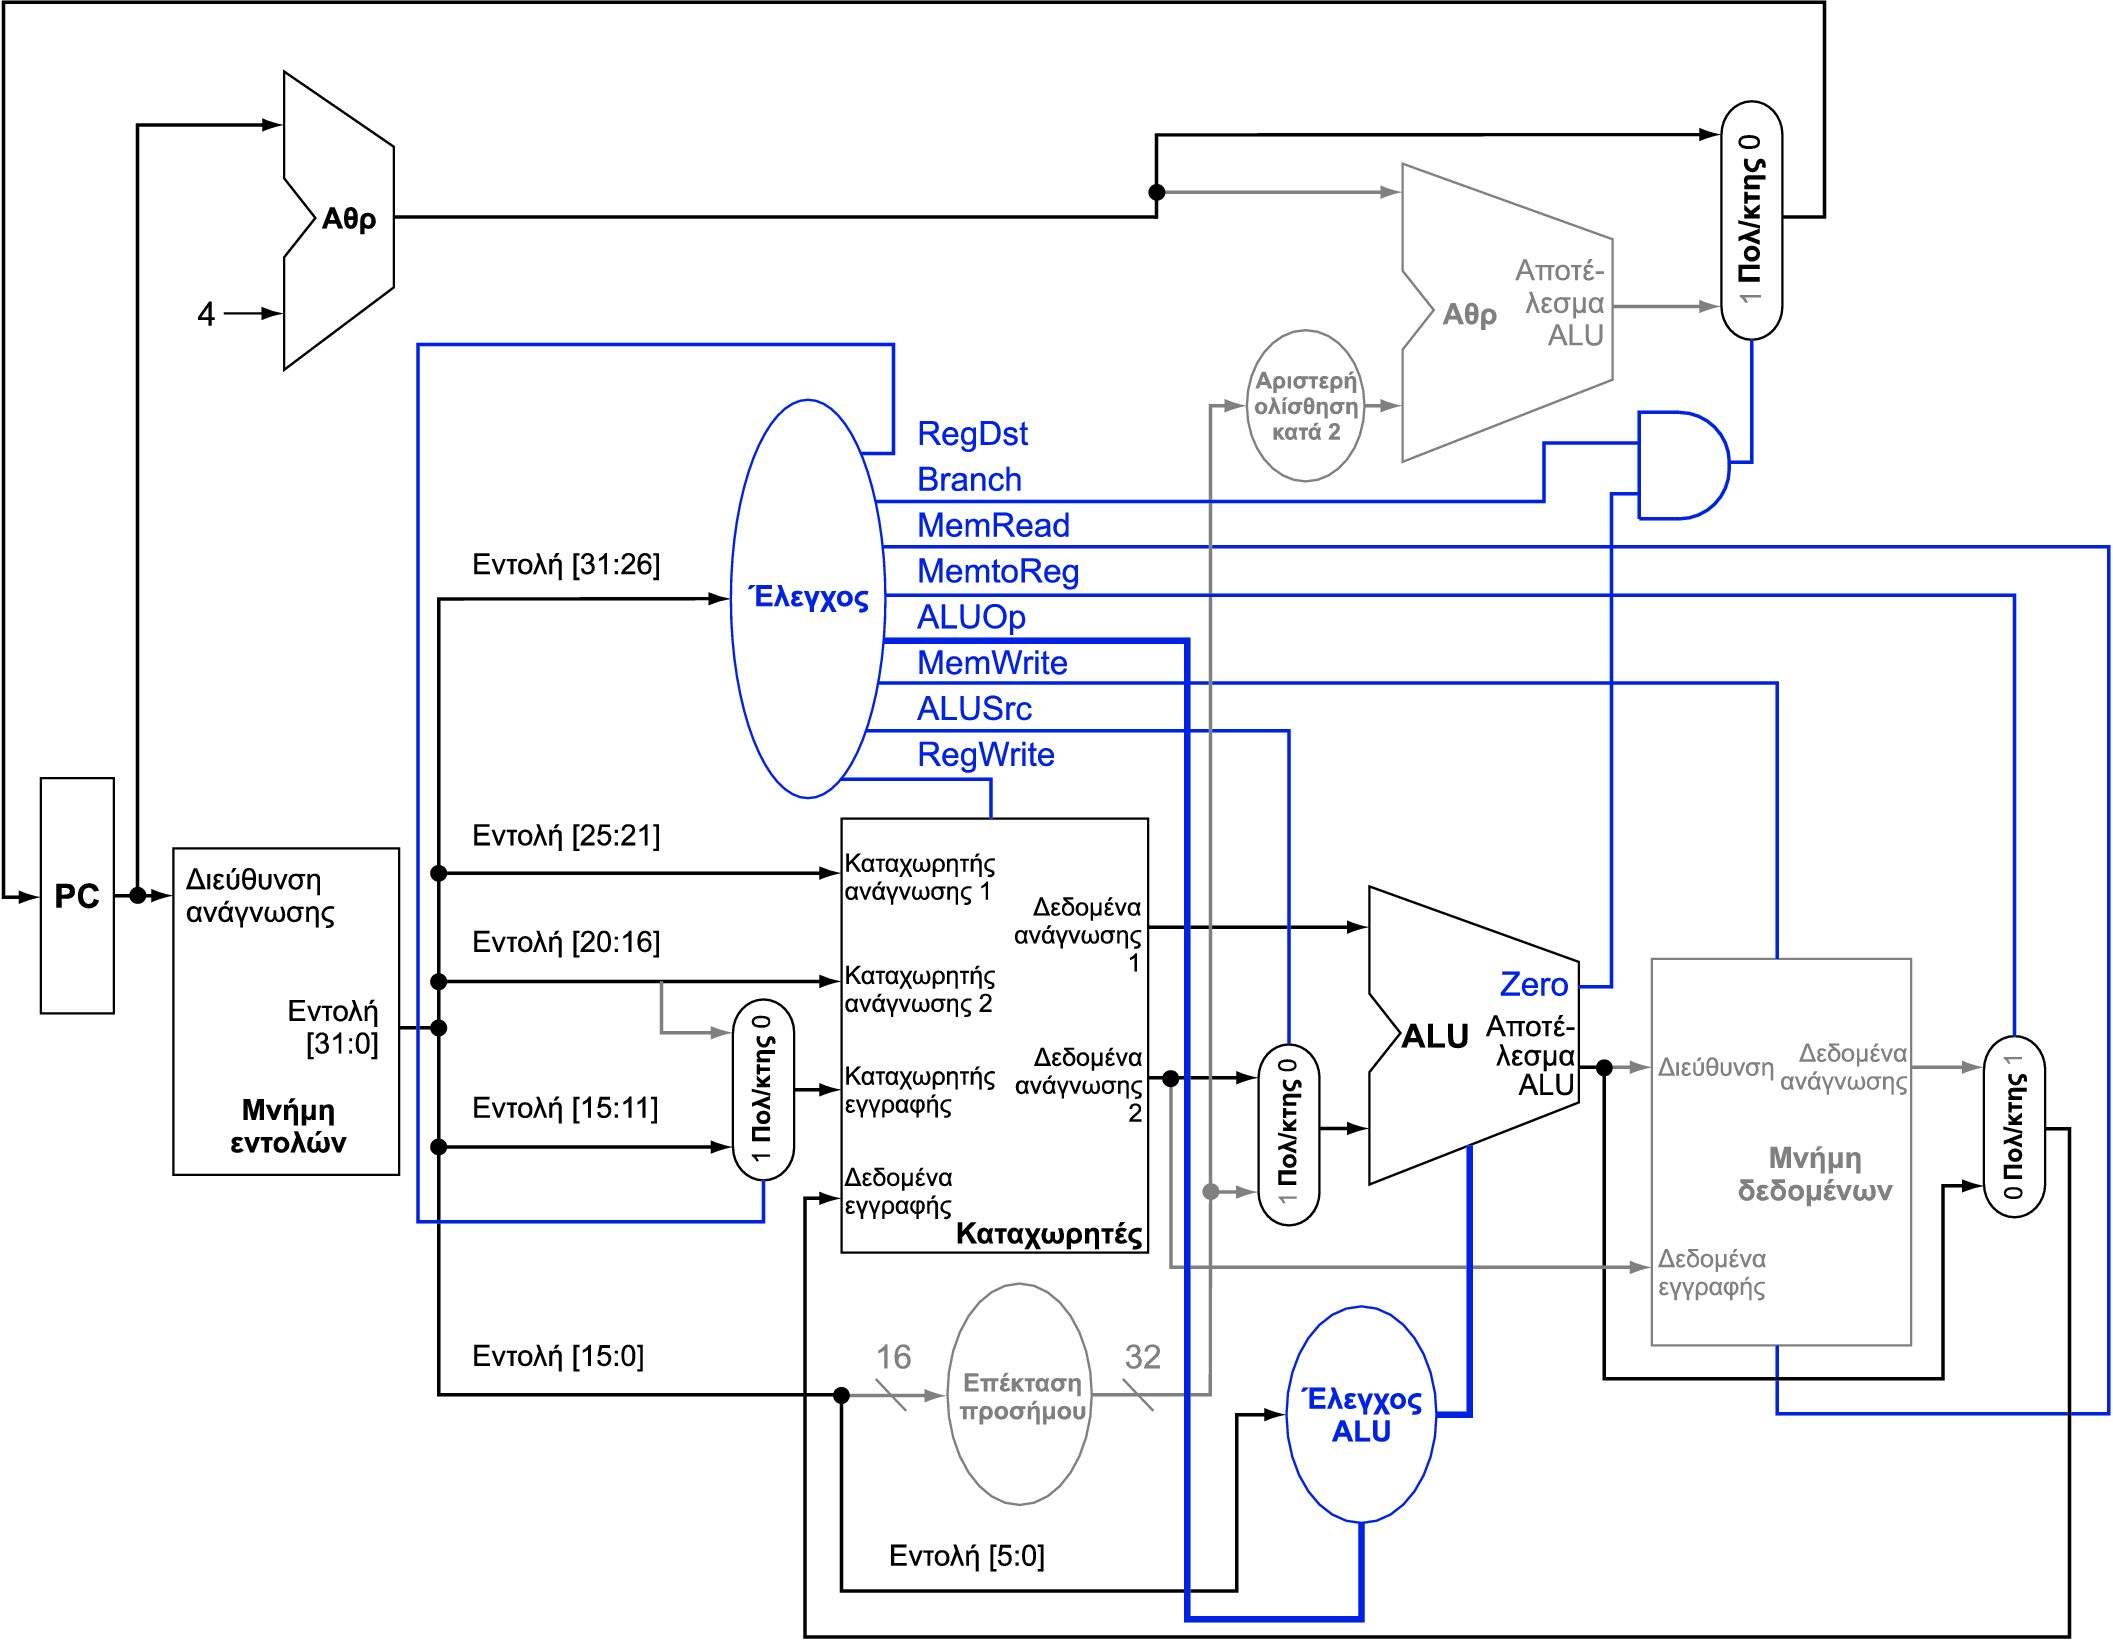 Αθρ
4
Πολ/κτης 0
1
Αποτέ-
λεσμα
ALU
Αθρ
Αριστερή
ολίσθηση
κατά 2
RegDst
Branch
MemRead
MemtoReg
ALUOp
MemWrite
ALUSrc
RegWrite
Έλεγχος
Εντολή [31:26]
Εντολή [25:21]
Εντολή [20:16]
Εντολή [15:11]
Εντολή [15:0]
PC
Διεύθυνση
ανάγνωσης
Εντολή
[31:0]
Μνήμη
εντολών
1 Πολ/κτης 0
Καταχωρητής
ανάγνωσης 1
Καταχωρητής
ανάγνωσης 2
Καταχωρητής
εγγραφής
Δεδομένα
εγγραφής
Δεδομένα
ανάγνωσης
1
Δεδομένα
ανάγνωσης
2
Καταχωρητές
1 Πολ/κτης 0
Zero
ALU
Αποτέ-
λεσμα
ALU
Διεύθυνση
Δεδομένα
ανάγνωσης
Μνήμη
δεδομένων
Δεδομένα
εγγραφής
0 Πολ/κτης 1
16
Επέκταση
προσήμου
32
Έλεγχος
ALU
Εντολή [5:0]